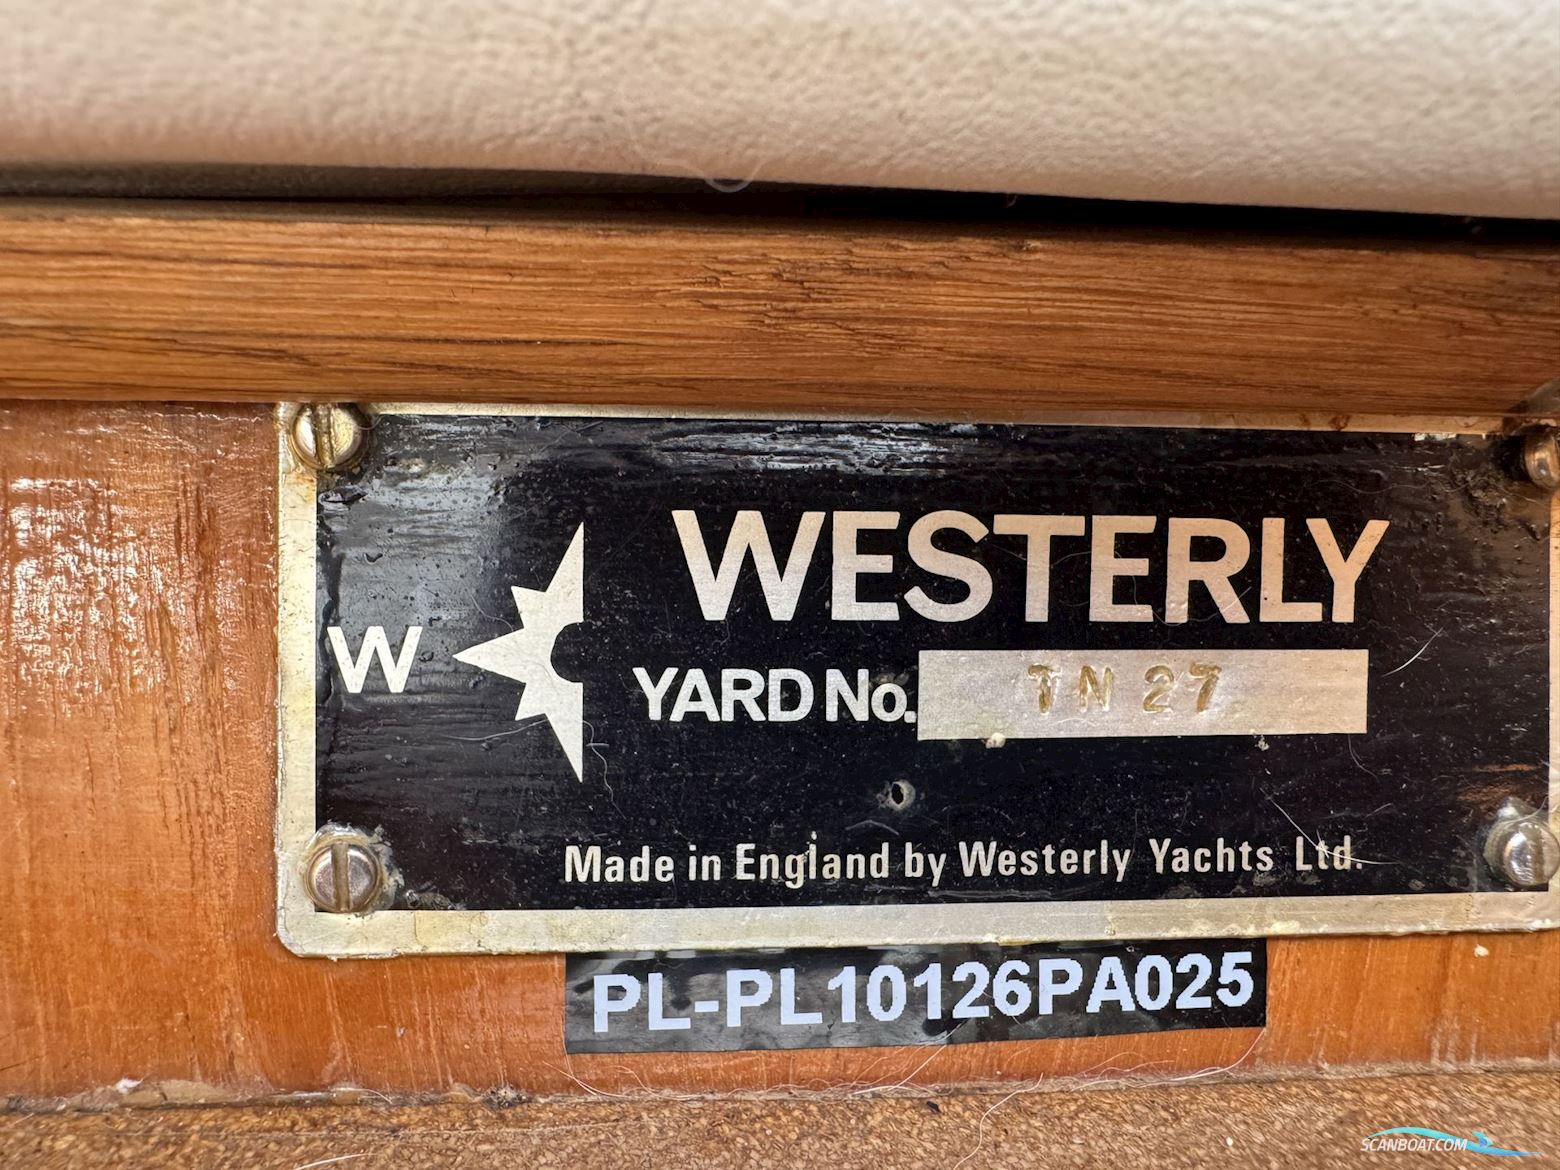 WESTERLY
W
YARD No. TN 27
Made in England by Westerly Yachts Ltd.
PL-PL10126PA025
SCANBOAT.COM